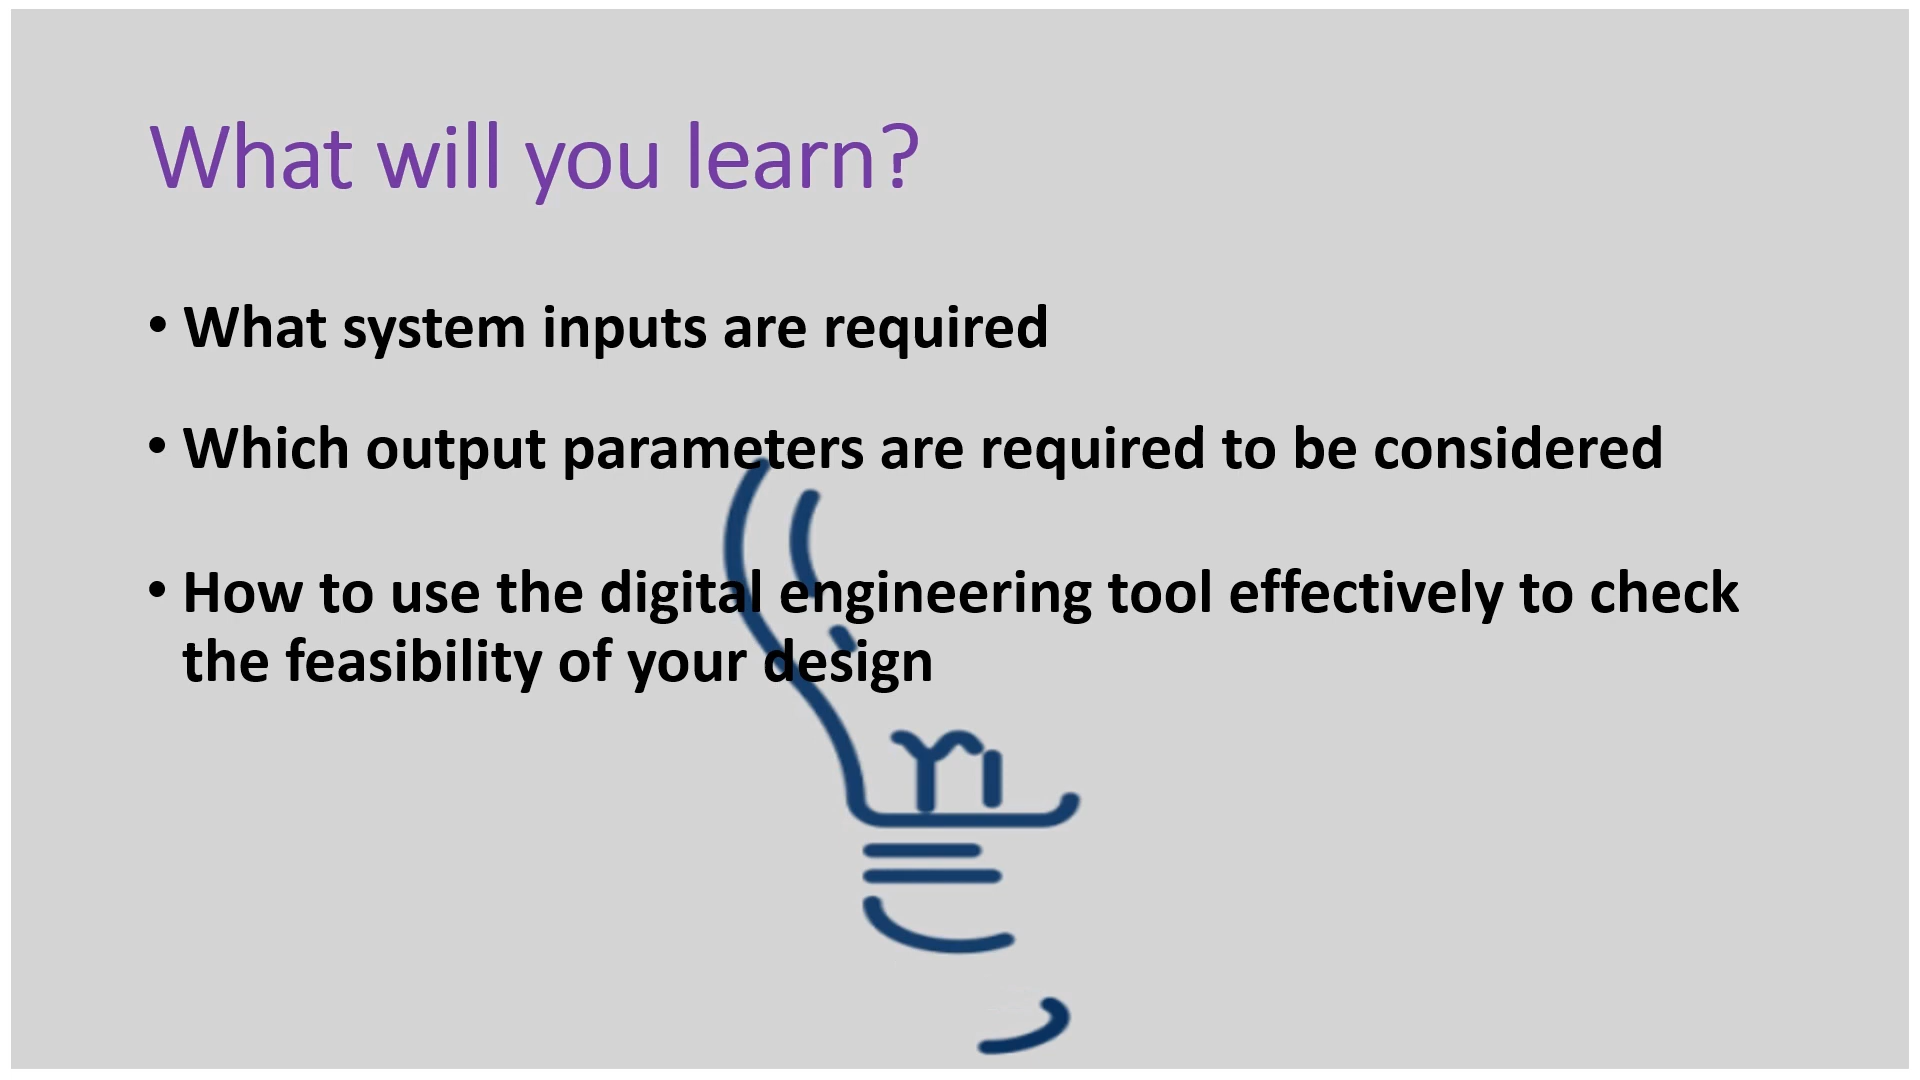 What will you learn?
• What system inputs are required
• Which output parameters are required to be considered
• How to use the digital engineering tool effectively to check
the feasibility of your design